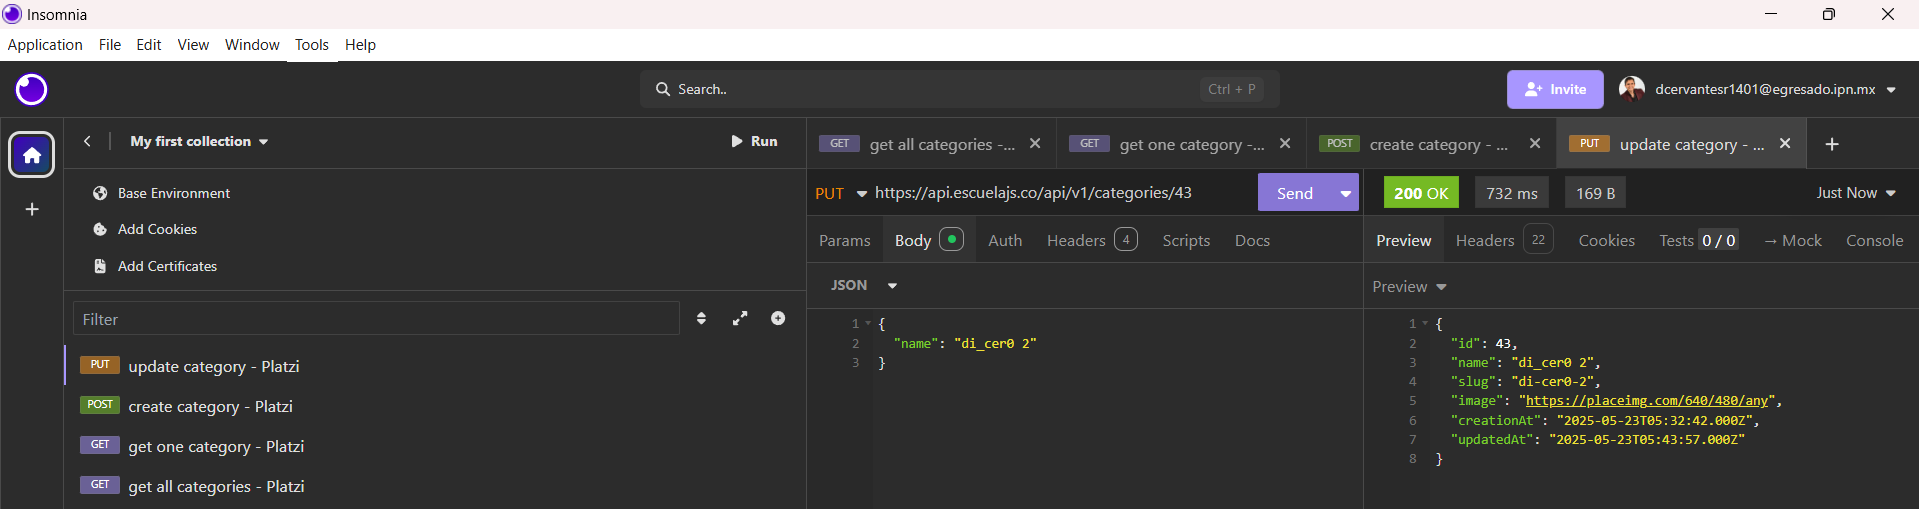 Insomnia
Application File Edit View Window Tools Help
Search.. Ctrl + P Invite dcervantesr1401@egresado.ipn.mx
My first collection Run
GET get all categories -... GET get one category -... POST create category - ... PUT update category - ...
Base Environment
Add Cookies
Add Certificates
Filter
PUT update category - Platzi
POST create category - Platzi
GET get one category - Platzi
GET get all categories - Platzi
PUT https://api.escuelajs.co/api/v1/categories/43 Send
Params Body Auth Headers 4 Scripts Docs
JSON
1 {
2 "name": "di_cer0 2"
3 }
200 OK 732 ms 169 B Just Now
Preview Headers 22 Cookies Tests 0 / 0 → Mock Console
Preview
1 {
2 "id": 43,
3 "name": "di_cer0 2",
4 "slug": "di-cer0-2",
5 "image": "https://placeimg.com/640/480/any",
6 "creationAt": "2025-05-23T05:32:42.000Z",
7 "updatedAt": "2025-05-23T05:43:57.000Z"
8 }